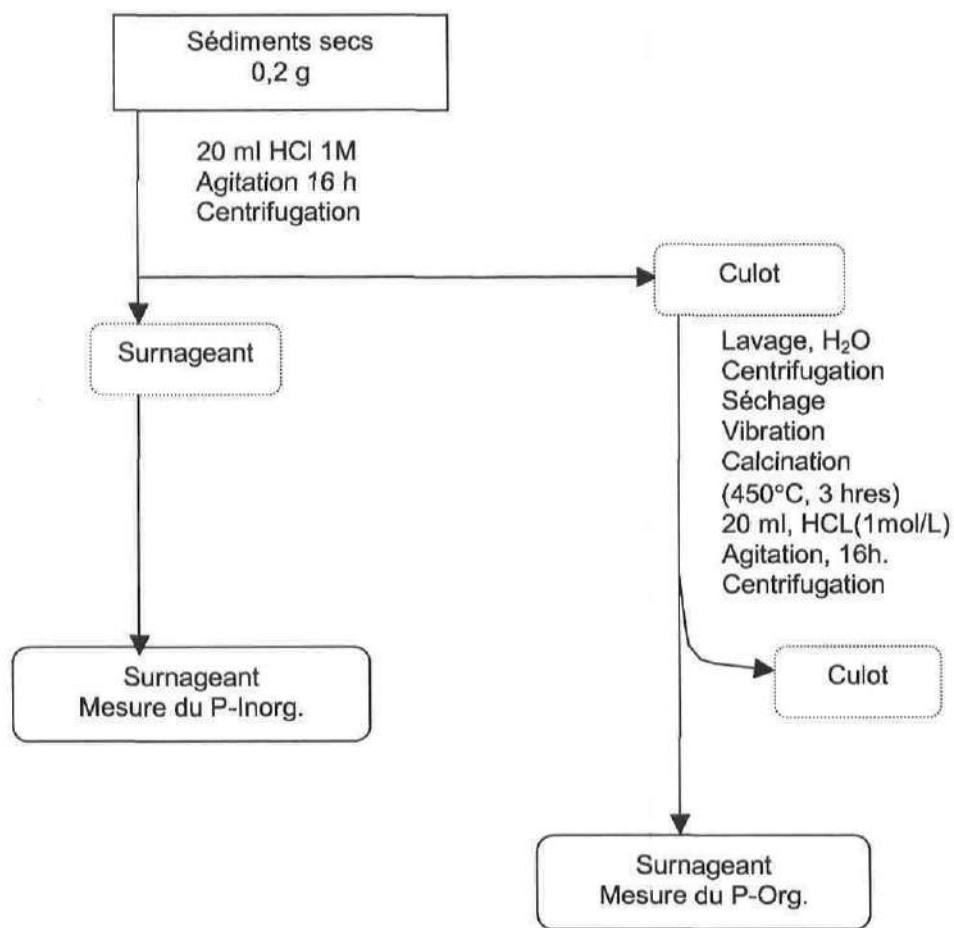 Sédiments secs
0,2 g
20 ml HCl 1M
Agitation 16 h
Centrifugation
Culot
Surnageant
Lavage, H₂O
Centrifugation
Séchage
Vibration
Calcination
(450°C, 3 hres)
20 ml, HCL(1mol/L)
Agitation, 16h.
Centrifugation
Surnageant
Mesure du P-Inorg.
Culot
Surnageant
Mesure du P-Org.